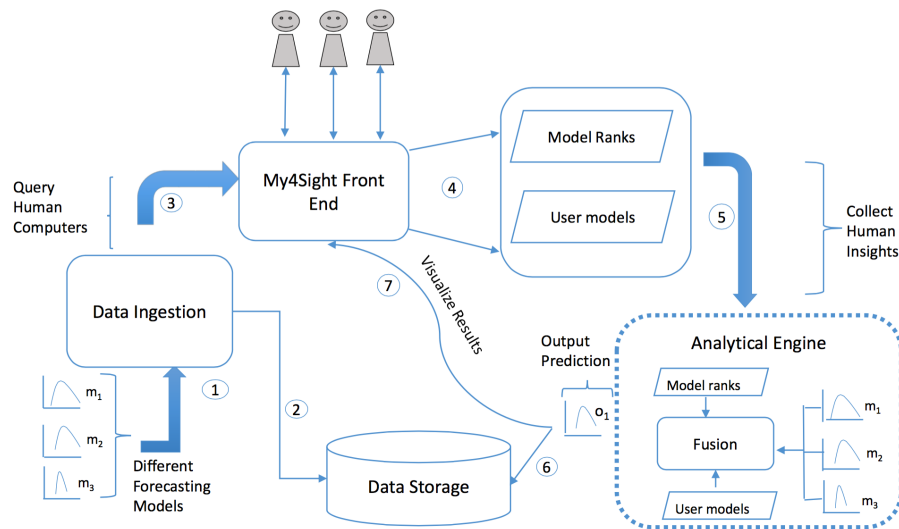 Model Ranks
My4Sight Front
End
4
Query
Human
Computers
3
User models
5
Collect
Human
Insights
7
Visualize Results
Data Ingestion
Output
Prediction
Analytical Engine
1
m1
m2
m3
Different
Forecasting
Models
2
Data Storage
6
o1
Model ranks
Fusion
User models
m1
m2
m3